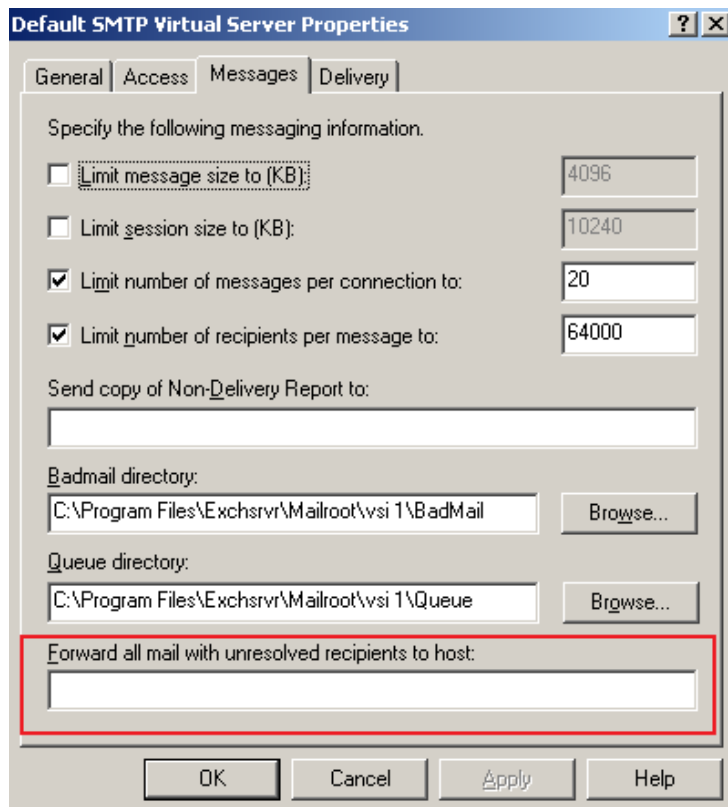 Default SMTP Virtual Server Properties
General Access Messages Delivery
Specify the following messaging information.
Limit message size to (KB): 4096
Limit session size to (KB): 10240
Limit number of messages per connection to: 20
Limit number of recipients per message to: 64000
Send copy of Non-Delivery Report to:
Badmail directory:
C:\Program Files\Exchsrvr\Mailroot\vsi 1\BadMail Browse...
Queue directory:
C:\Program Files\Exchsrvr\Mailroot\vsi 1\Queue Browse...
Forward all mail with unresolved recipients to host:
OK Cancel Apply Help